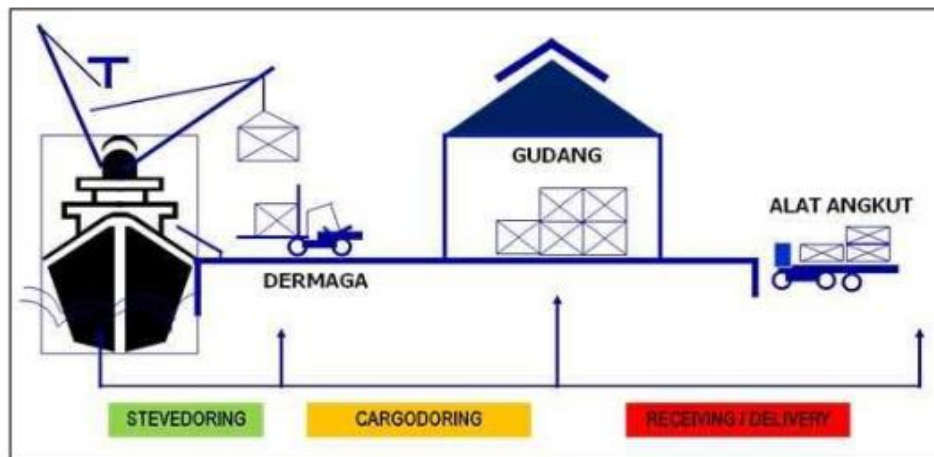 GUDANG
ALAT ANGKUT
DERMAGA
STEVEDORING
CARGODORING
RECEIVING / DELIVERY